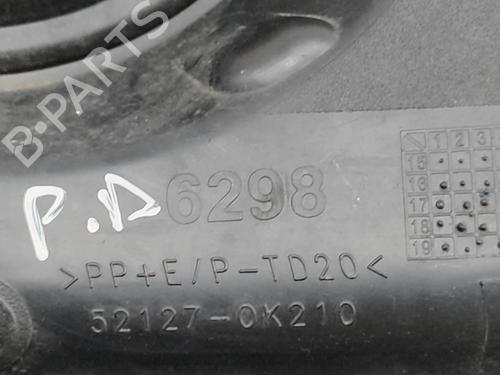 B-PARTS
1 2 3
15
16
17
18
19
P.D 6298
>PP+E/P-TD20<
52127-0K210